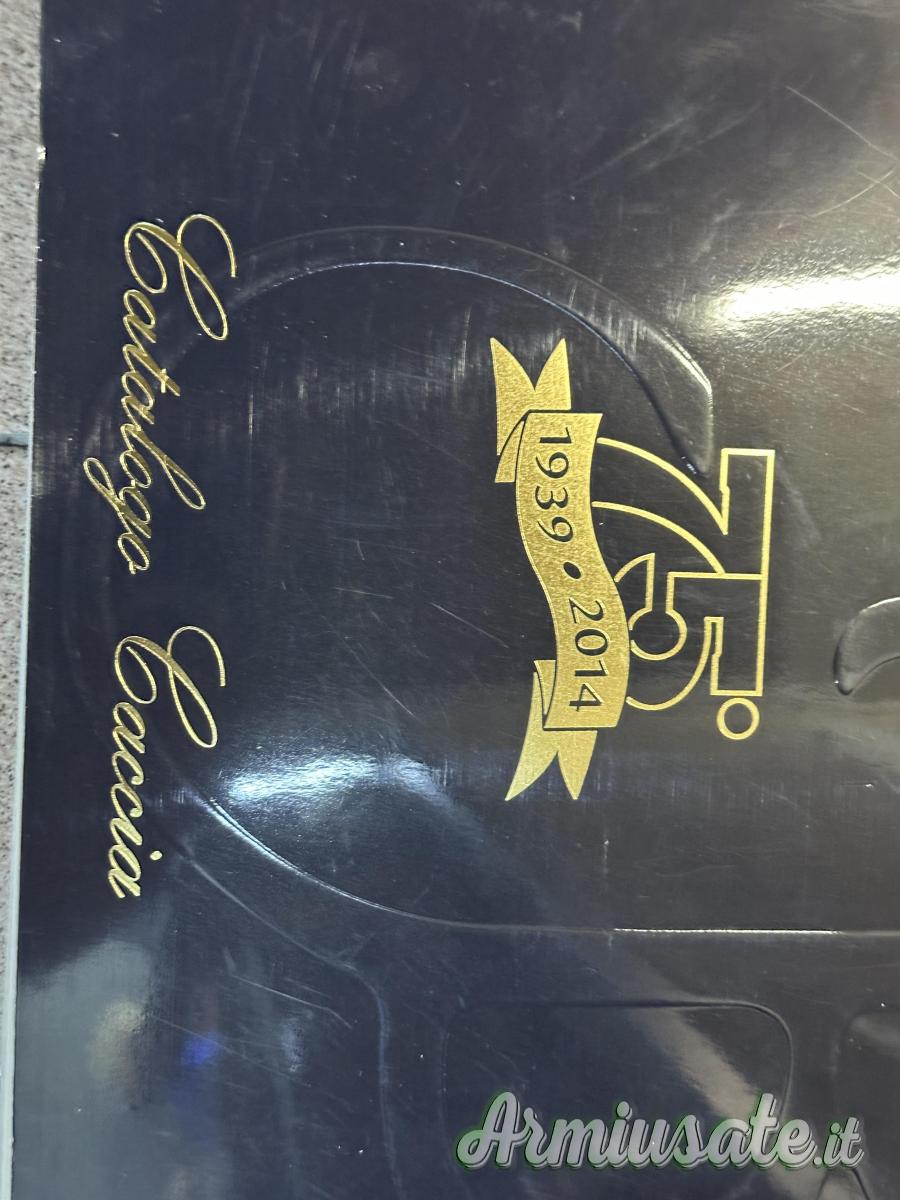 75°
1939 • 2014
Catalogo Caccia
Armiusate.it